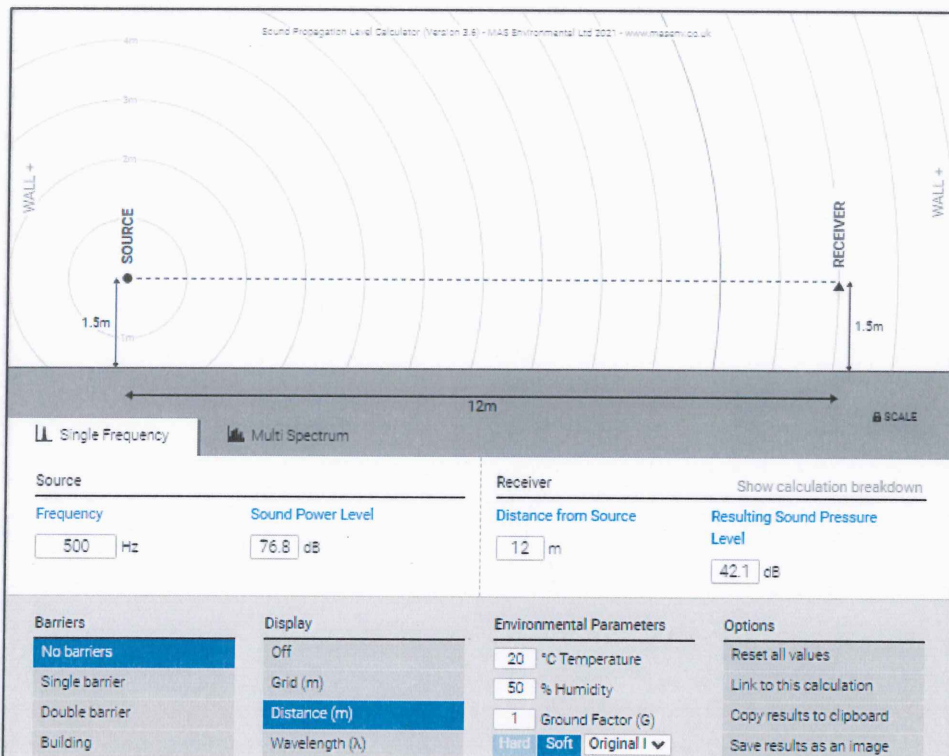 Sound Propagation Level Calculator (Version 3.6) - MAS Environmental Ltd 2021 - www.masenv.co.uk
4m
3m
2m
1m
WALL +
WALL +
SOURCE
RECEIVER
1.5m
1.5m
12m
SCALE
Single Frequency
Multi Spectrum
Source
Frequency
Sound Power Level
500 Hz
76.8 dB
Receiver
Show calculation breakdown
Distance from Source
Resulting Sound Pressure
Level
12 m
42.1 dB
Barriers
No barriers
Single barrier
Double barrier
Building
Display
Off
Grid (m)
Distance (m)
Wavelength (λ)
Environmental Parameters
20 °C Temperature
50 % Humidity
1 Ground Factor (G)
Hard Soft Original I
Options
Reset all values
Link to this calculation
Copy results to clipboard
Save results as an image